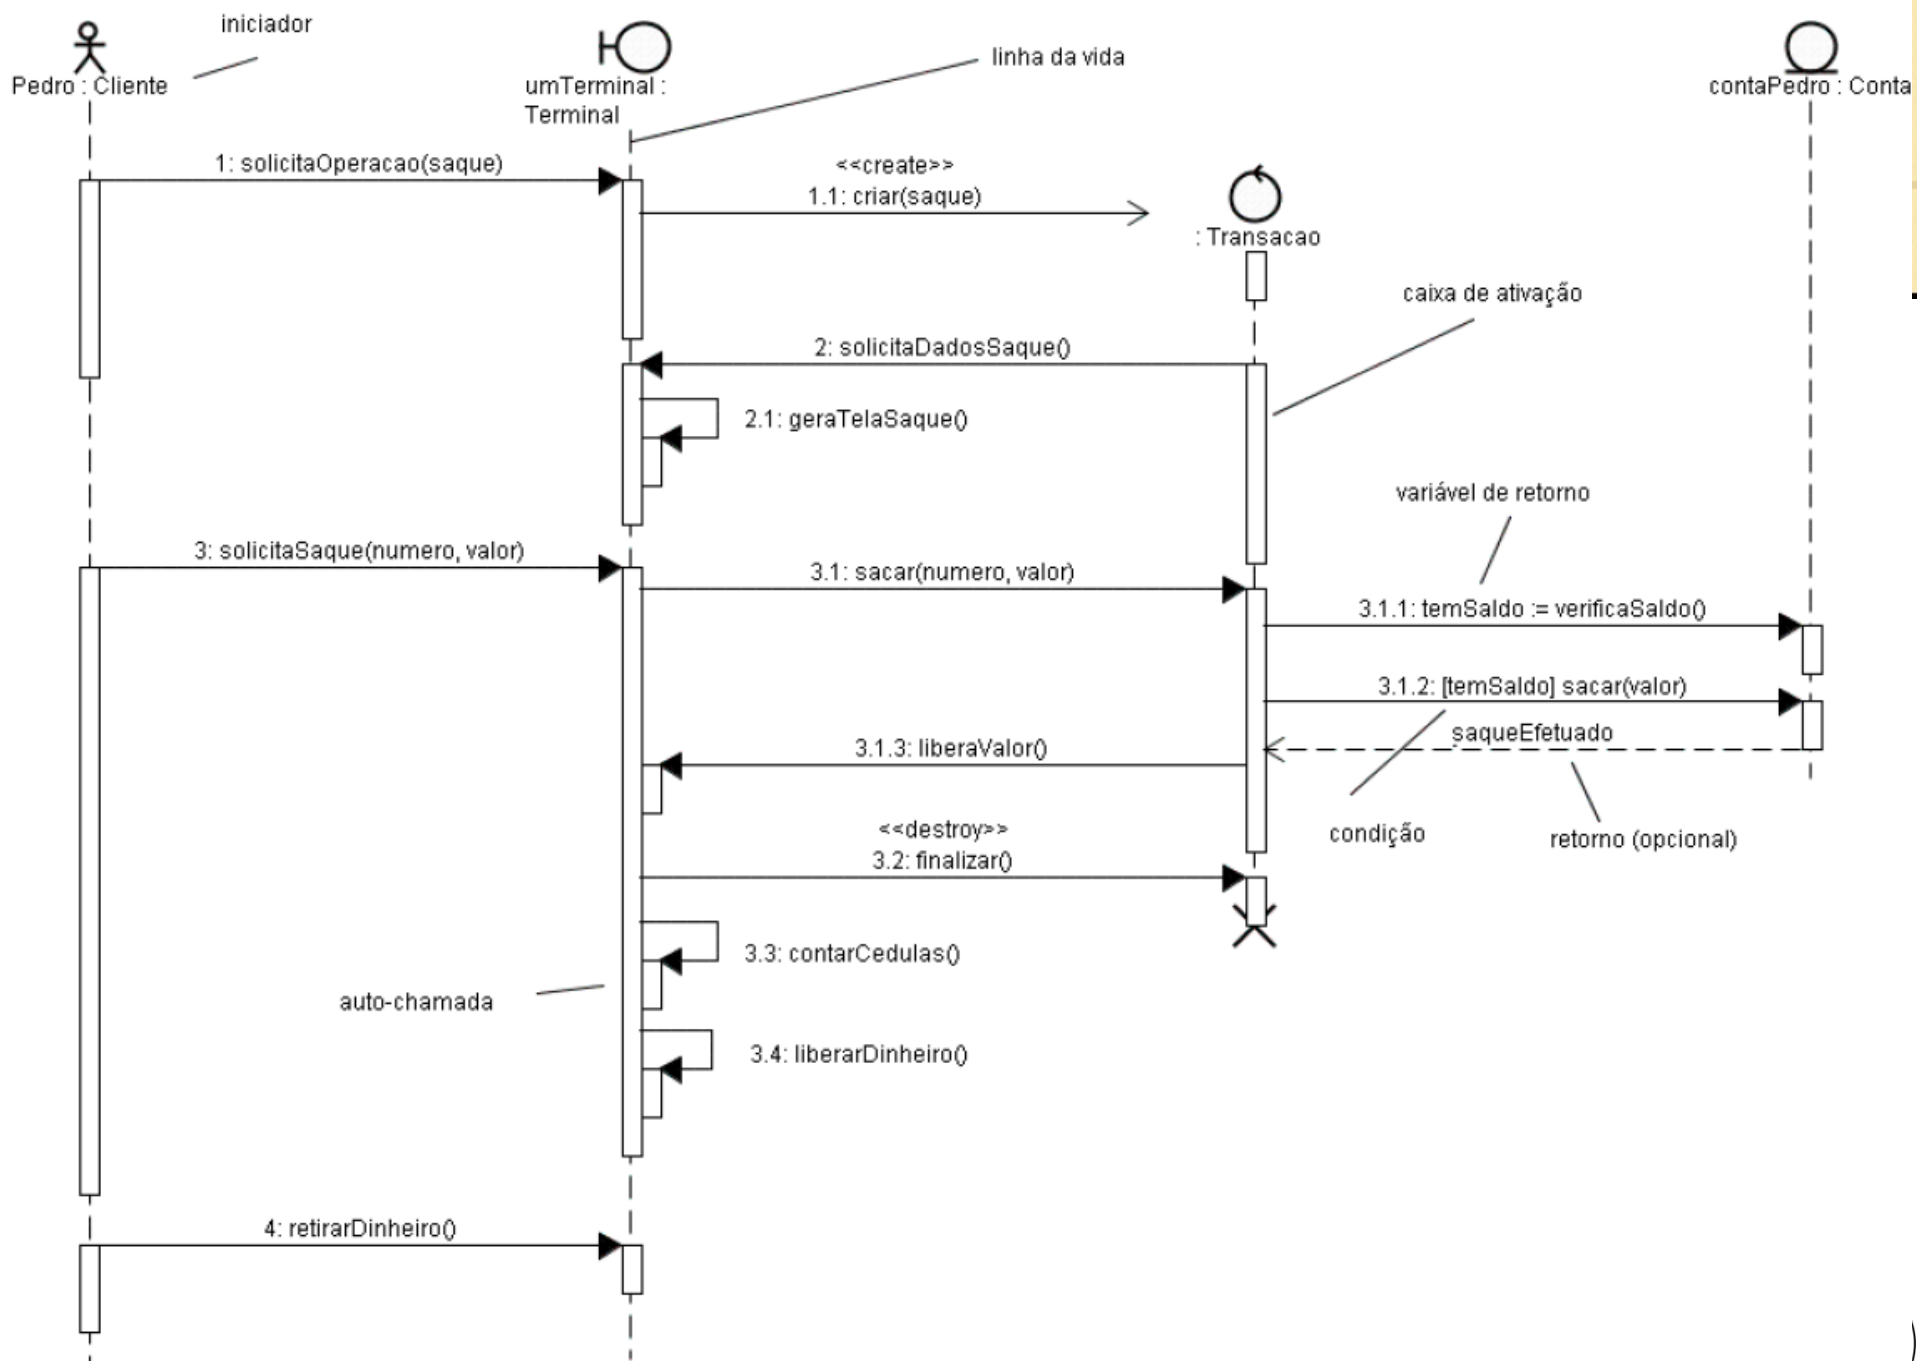 iniciador
linha da vida
Pedro : Cliente
umTerminal :
Terminal
contaPedro : Conta
1: solicitaOperacao(saque)
<<create>>
1.1: criar(saque)
: Transacao
caixa de ativação
2: solicitaDadosSaque()
2.1: geraTelaSaque()
variável de retorno
3: solicitaSaque(numero, valor)
3.1: sacar(numero, valor)
3.1.1: temSaldo := verificaSaldo()
3.1.2: [temSaldo] sacar(valor)
saqueEfetuado
3.1.3: liberaValor()
<<destroy>>
condição
retorno (opcional)
3.2: finalizar()
3.3: contarCedulas()
auto-chamada
3.4: liberarDinheiro()
4: retirarDinheiro()
)